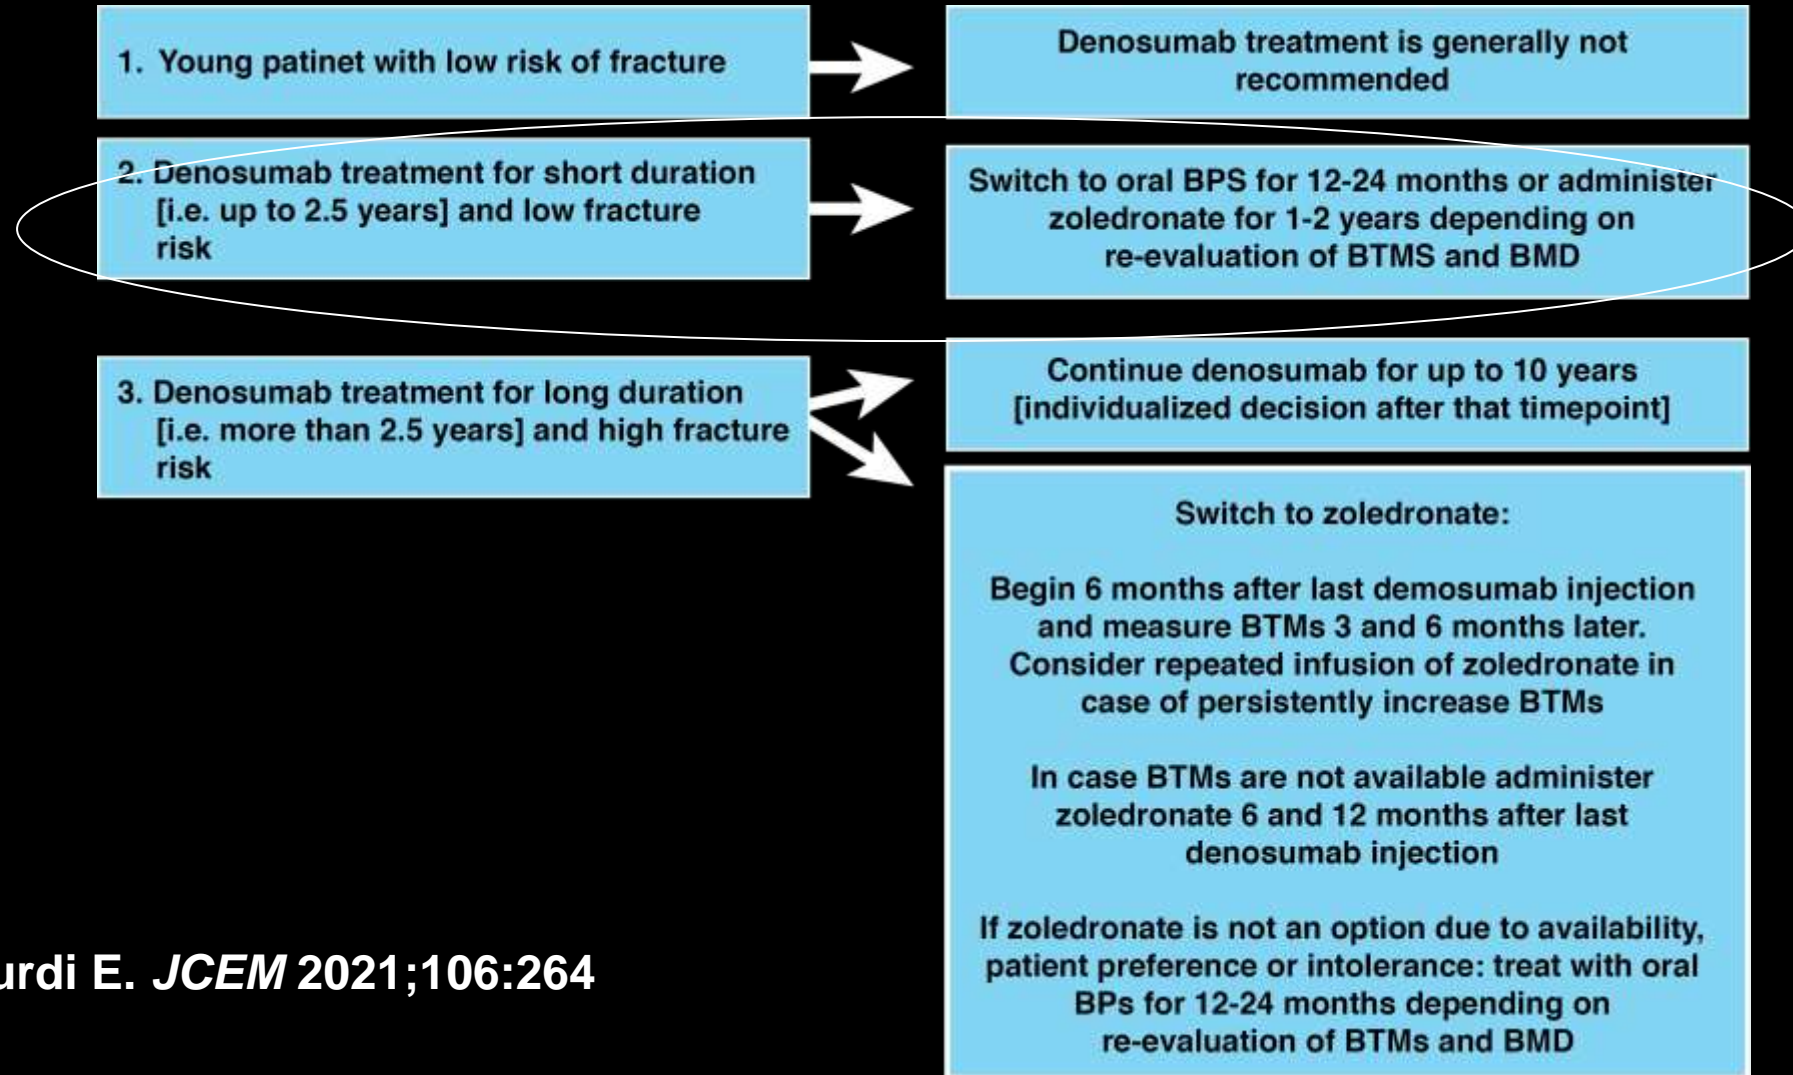 1. Young patinet with low risk of fracture
Denosumab treatment is generally not
recommended
2. Denosumab treatment for short duration
[i.e. up to 2.5 years] and low fracture
risk
Switch to oral BPS for 12-24 months or administer
zoledronate for 1-2 years depending on
re-evaluation of BTMS and BMD
3. Denosumab treatment for long duration
[i.e. more than 2.5 years] and high fracture
risk
Continue denosumab for up to 10 years
[individualized decision after that timepoint]
Switch to zoledronate:
Begin 6 months after last demosumab injection
and measure BTMs 3 and 6 months later.
Consider repeated infusion of zoledronate in
case of persistently increase BTMs
In case BTMs are not available administer
zoledronate 6 and 12 months after last
denosumab injection
If zoledronate is not an option due to availability,
patient preference or intolerance: treat with oral
BPs for 12-24 months depending on
re-evaluation of BTMs and BMD
urdi E. JCEM 2021;106:264